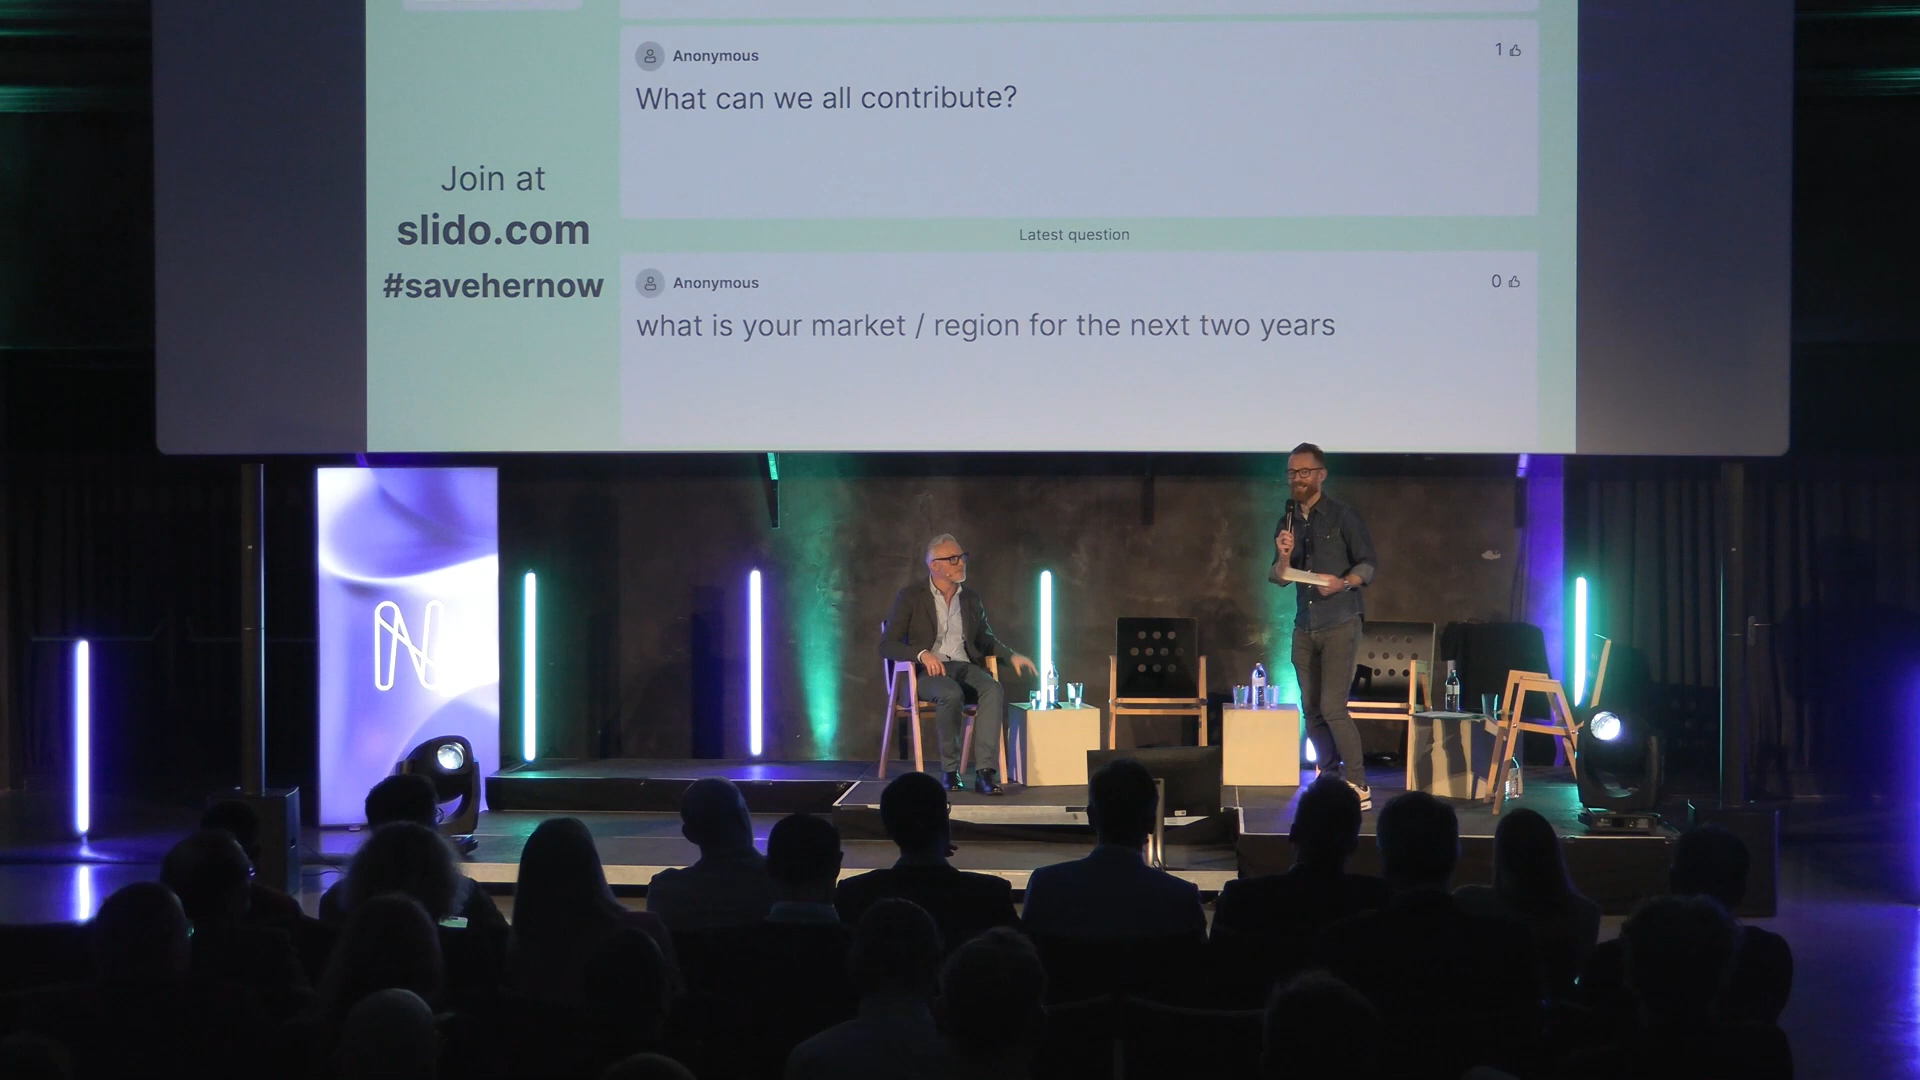 Anonymous
1
What can we all contribute?
Join at
slido.com
#savehernow
Latest question
Anonymous
0
what is your market / region for the next two years
N